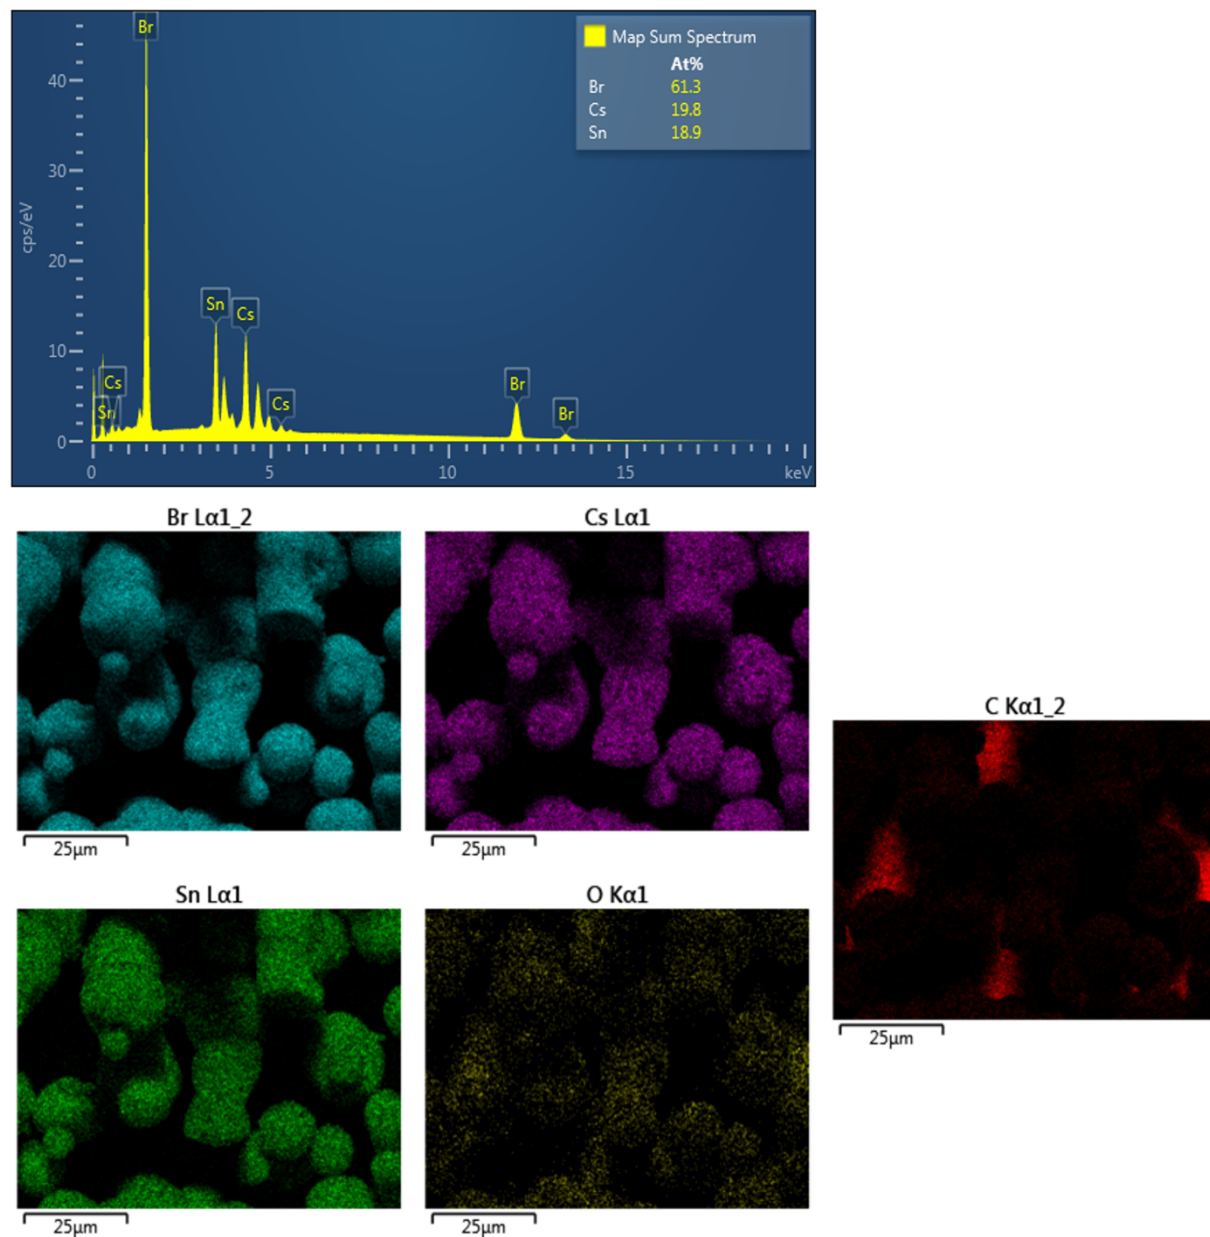 Br
Map Sum Spectrum
At%
Br 61.3
Cs 19.8
Sn 18.9
cps/eV
40
30
20
10
0
Sn
Cs
Cs
Sn
Cs
Br
Br
0 5 10 15 keV
Br Lα1_2
Cs Lα1
25μm
25μm
C Kα1_2
25μm
Sn Lα1
O Kα1
25μm
25μm